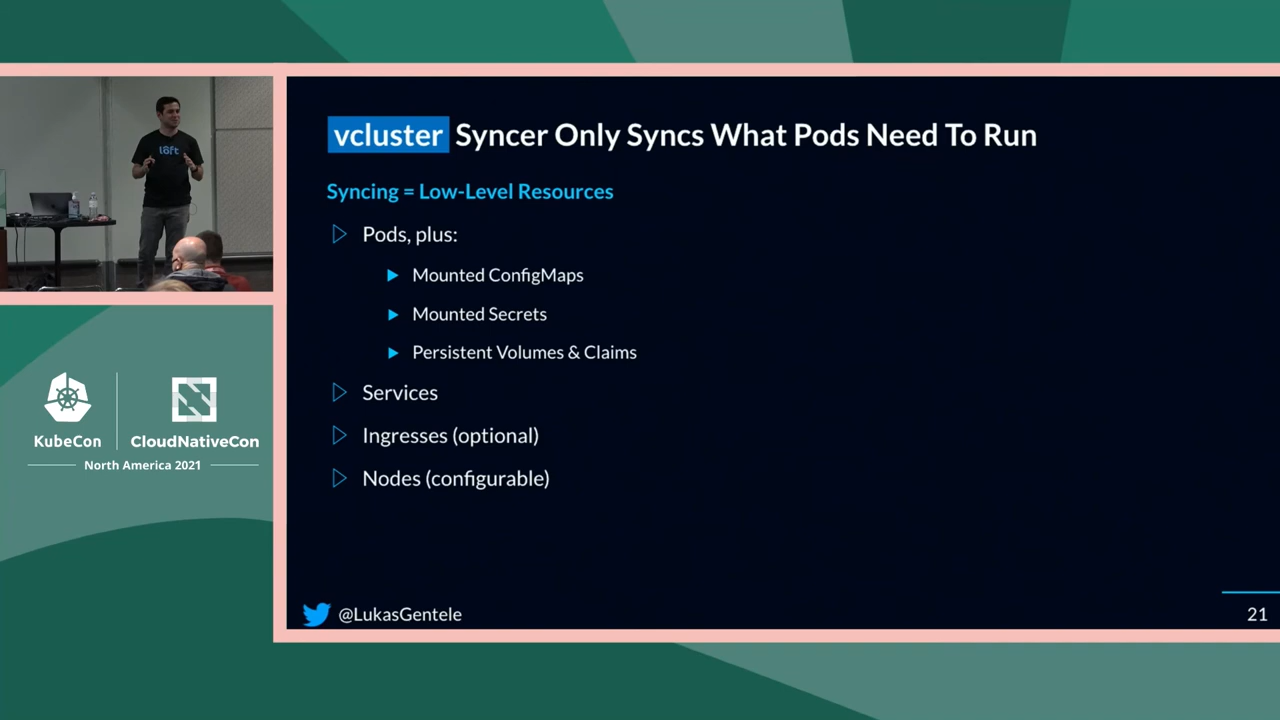 vcluster Syncer Only Syncs What Pods Need To Run
Syncing = Low-Level Resources
Pods, plus:
Mounted ConfigMaps
Mounted Secrets
Persistent Volumes & Claims
Services
Ingresses (optional)
Nodes (configurable)
@LukasGentele
21
loft
KubeCon
CloudNativeCon
North America 2021